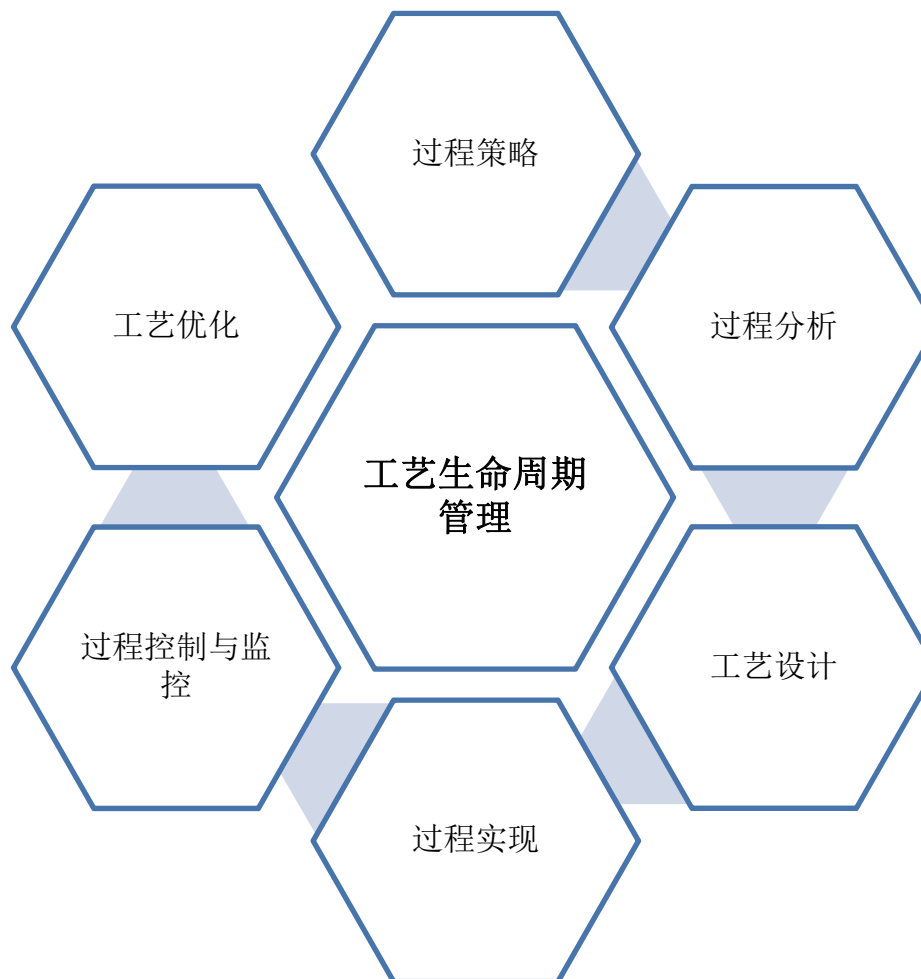 过程策略
过程分析
工艺优化
工艺生命周期
管理
过程控制与监
控
工艺设计
过程实现